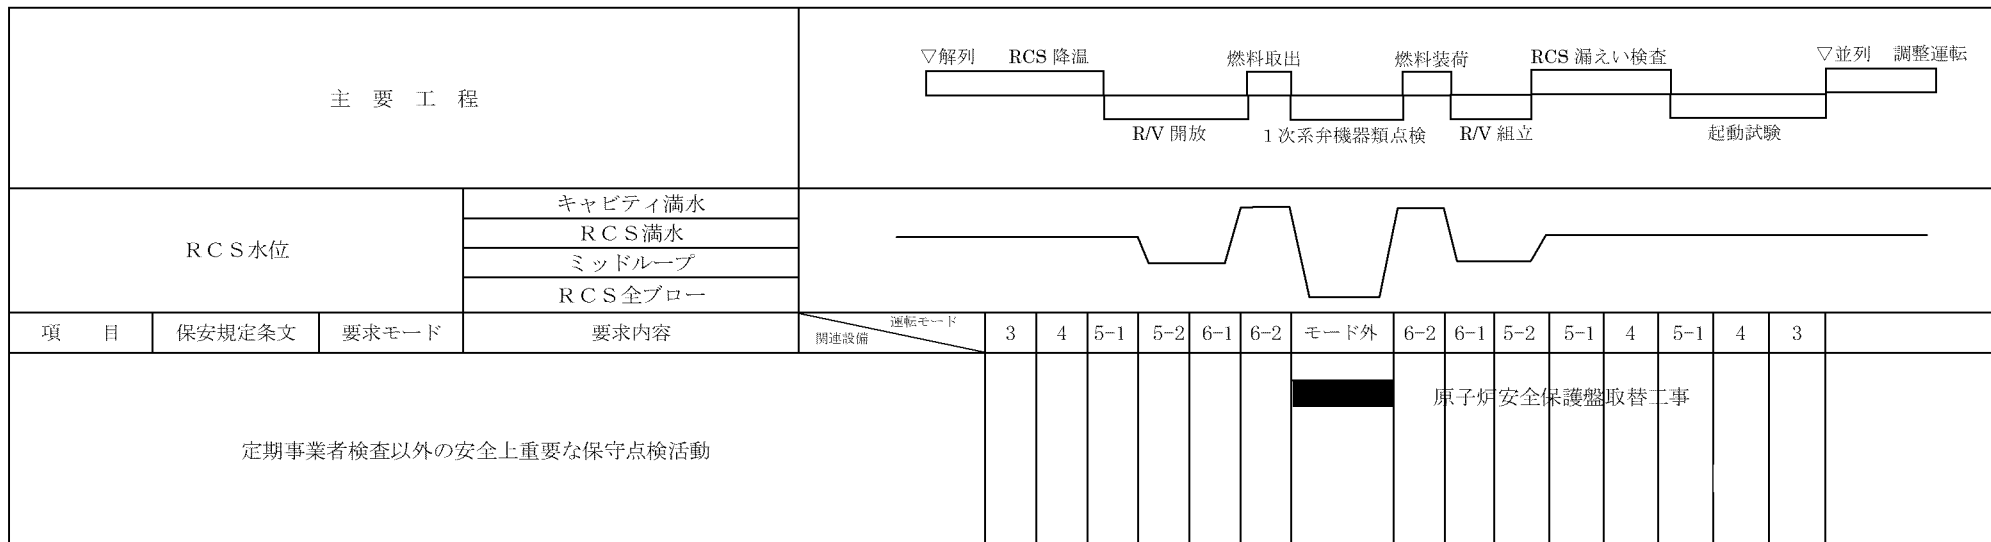 主 要 工 程
▽解列 RCS 降温 燃料取出 燃料装荷 RCS 漏えい検査 ▽並列 調整運転
R/V 開放 1 次系弁機器類点検 R/V 組立 起動試験
RCS水位
キャビティ満水
RCS満水
ミッドループ
RCS全ブロー
項 目 保安規定条文 要求モード 要求内容 運転モード 関連設備 3 4 5-1 5-2 6-1 6-2 モード外 6-2 6-1 5-2 5-1 4 5-1 4 3
原子炉安全保護盤取替工事
定期事業者検査以外の安全上重要な保守点検活動